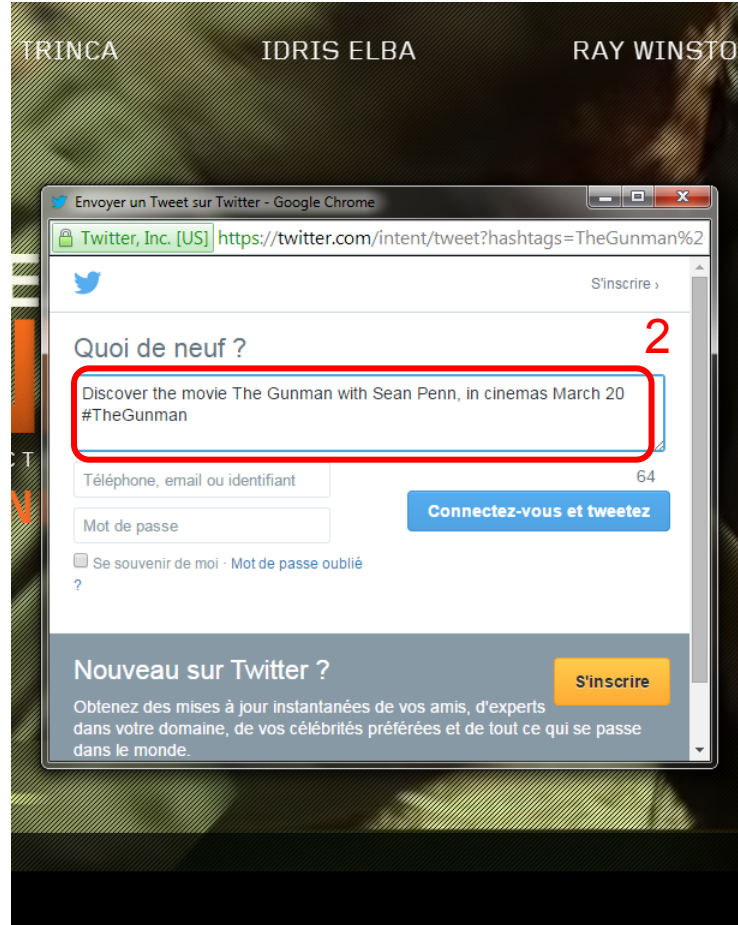 TRINCA IDRIS ELBA RAY WINSTO
Envoyer un Tweet sur Twitter - Google Chrome
Twitter, Inc. [US] https://twitter.com/intent/tweet?hashtags=TheGunman%2
S'inscrire ›
Quoi de neuf ?
2
Discover the movie The Gunman with Sean Penn, in cinemas March 20
#TheGunman
Téléphone, email ou identifiant
64
Mot de passe
Connectez-vous et tweetez
Se souvenir de moi · Mot de passe oublié
?
Nouveau sur Twitter ?
S'inscrire
Obtenez des mises à jour instantanées de vos amis, d'experts
dans votre domaine, de vos célébrités préférées et de tout ce qui se passe
dans le monde.